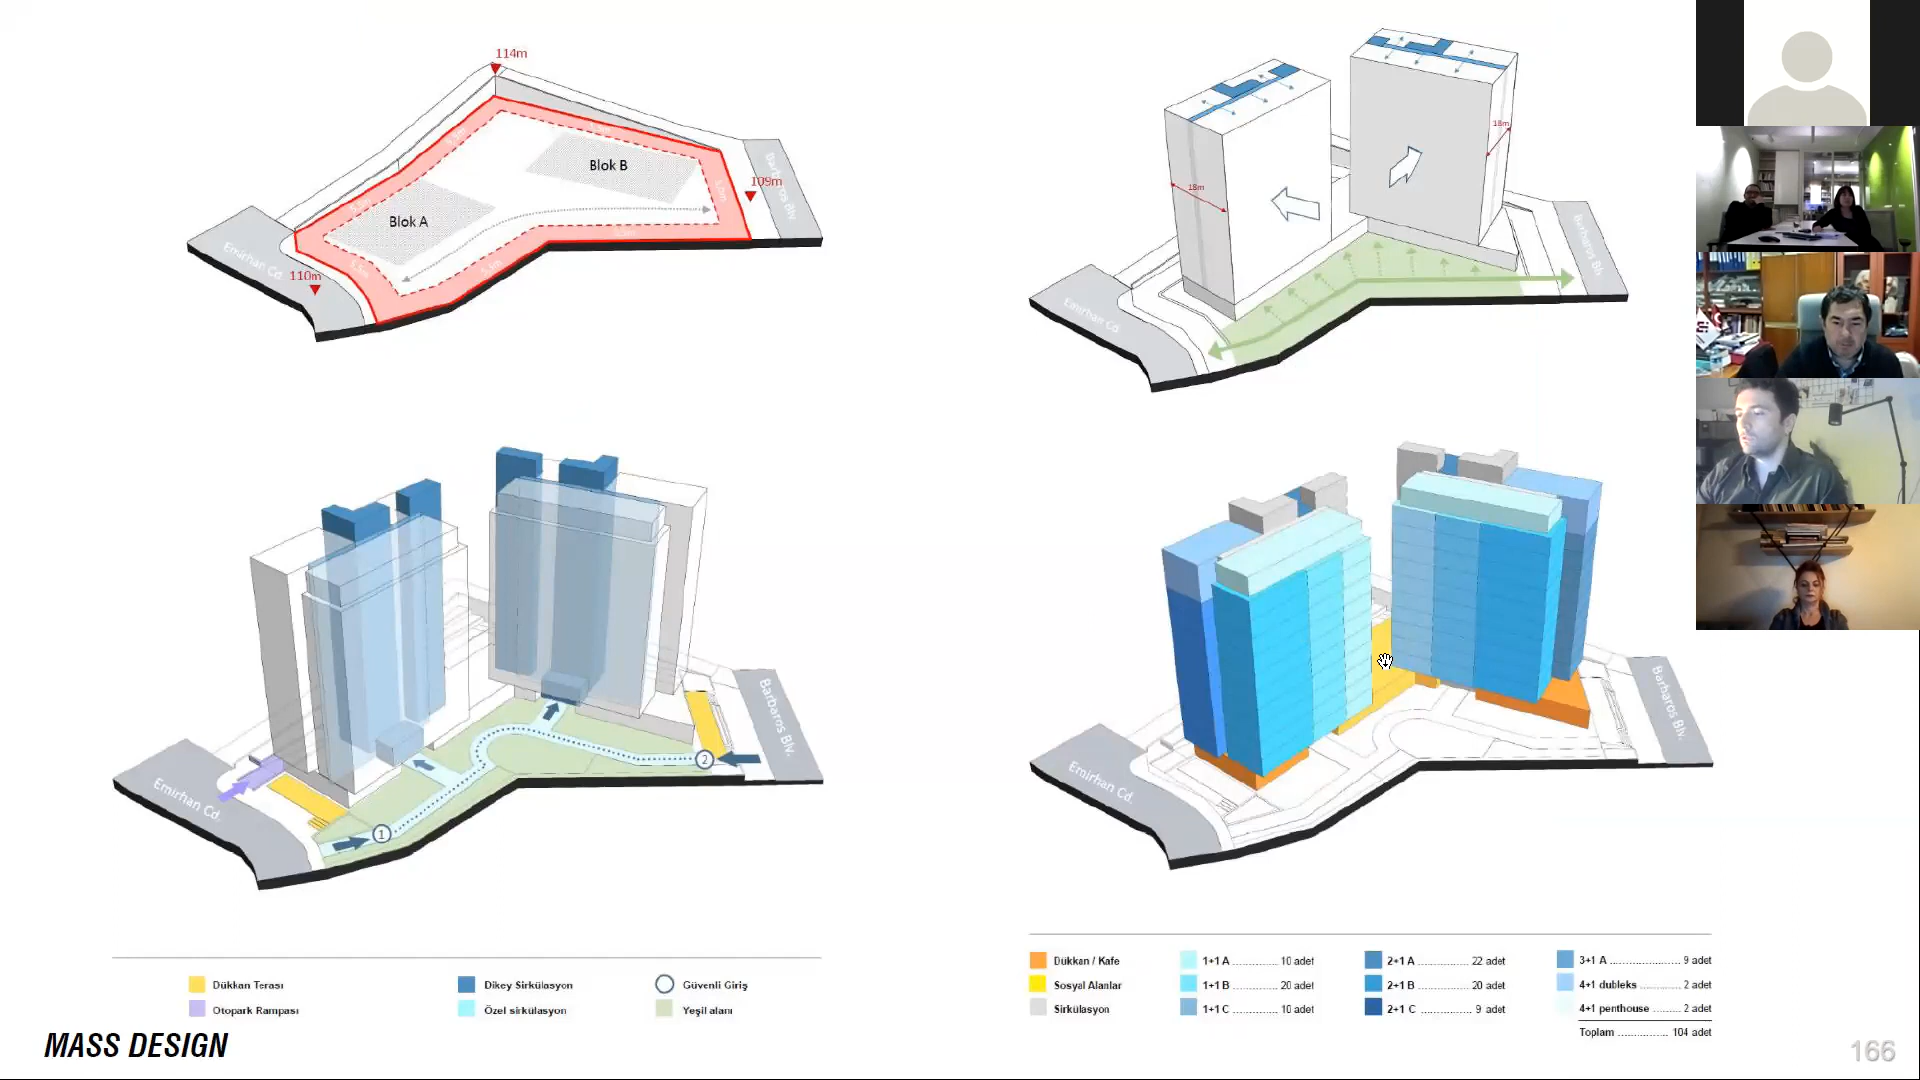 114m
Blok B
109m
Barbaros Blv.
Blok A
Emirhan Cd.
110m
18m
18m
Emirhan Cd.
Barbaros Blv.
Emirhan Cd.
Barbaros Blv.
1
2
Emirhan Cd.
Barbaros Blv.
Dükkan Terası
Dikey Sirkülasyon
Güvenli Giriş
Otopark Rampası
Özel sirkülasyon
Yeşil alanı
Dükkan / Kafe
1+1 A .............. 10 adet
2+1 A .............. 22 adet
3+1 A ...................... 9 adet
Sosyal Alanlar
1+1 B .............. 20 adet
2+1 B .............. 20 adet
4+1 dubleks .............. 2 adet
Sirkülasyon
1+1 C .............. 10 adet
2+1 C .............. 9 adet
4+1 penthouse ........... 2 adet
Toplam .................. 104 adet
MASS DESIGN
166